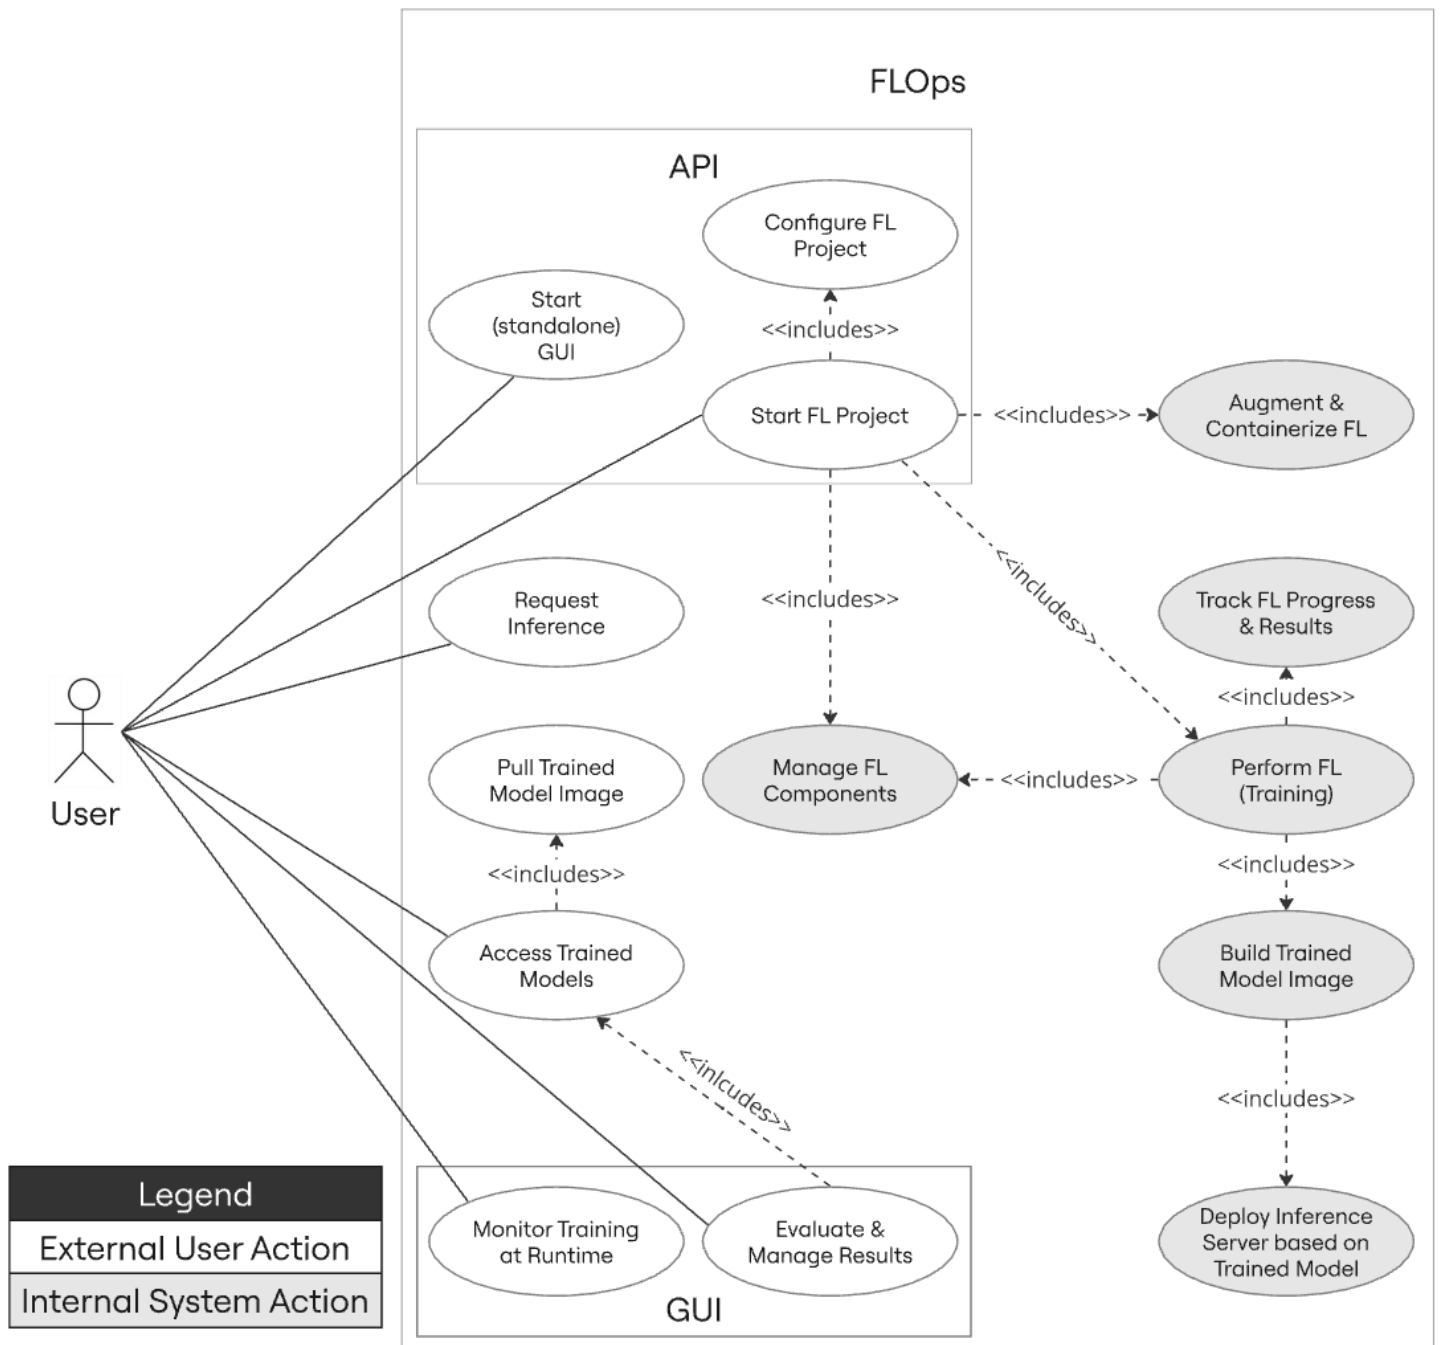 FLOps
API
Configure FL
Project
<<includes>>
Start
(standalone)
GUI
Start FL Project
<<includes>>
Augment &
Containerize FL
<<includes>>
<<includes>>
Request
Inference
Track FL Progress
& Results
<<includes>>
User
Pull Trained
Model Image
Manage FL
Components
<<includes>>
Perform FL
(Training)
<<includes>>
<<includes>>
Access Trained
Models
Build Trained
Model Image
<<inlcudes>>
<<includes>>
Monitor Training
at Runtime
Evaluate &
Manage Results
GUI
Deploy Inference
Server based on
Trained Model
Legend
External User Action
Internal System Action